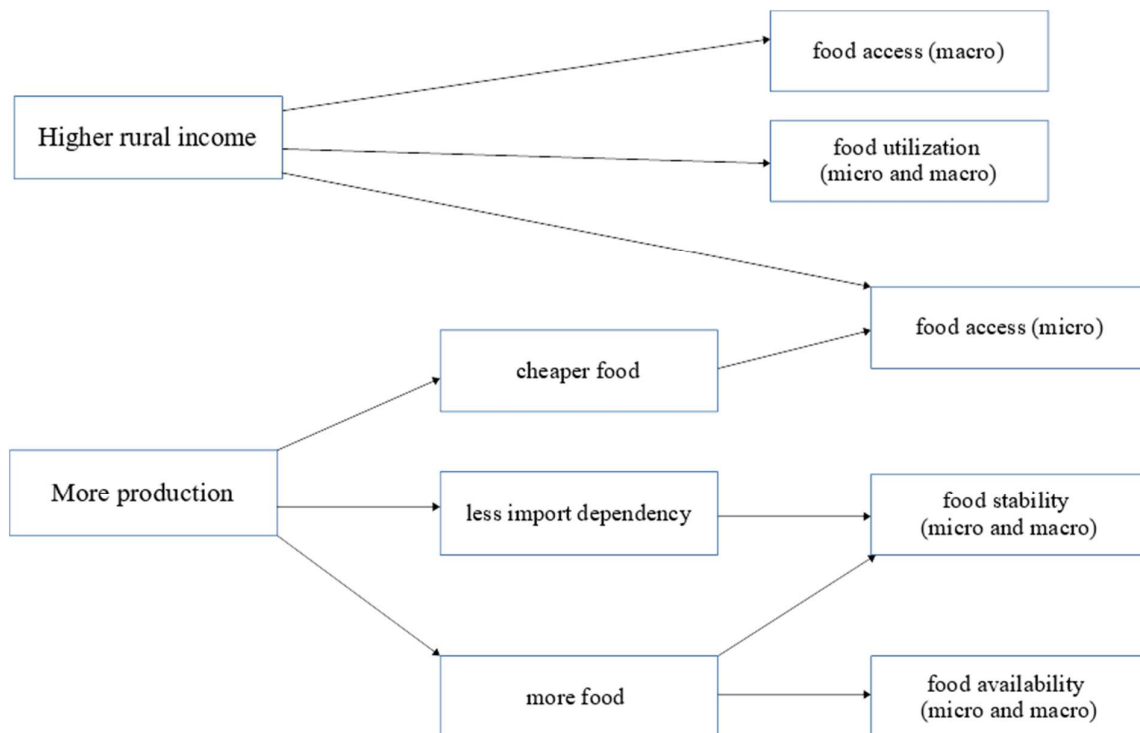 food access (macro)
Higher rural income
food utilization
(micro and macro)
food access (micro)
cheaper food
More production
less import dependency
food stability
(micro and macro)
more food
food availability
(micro and macro)